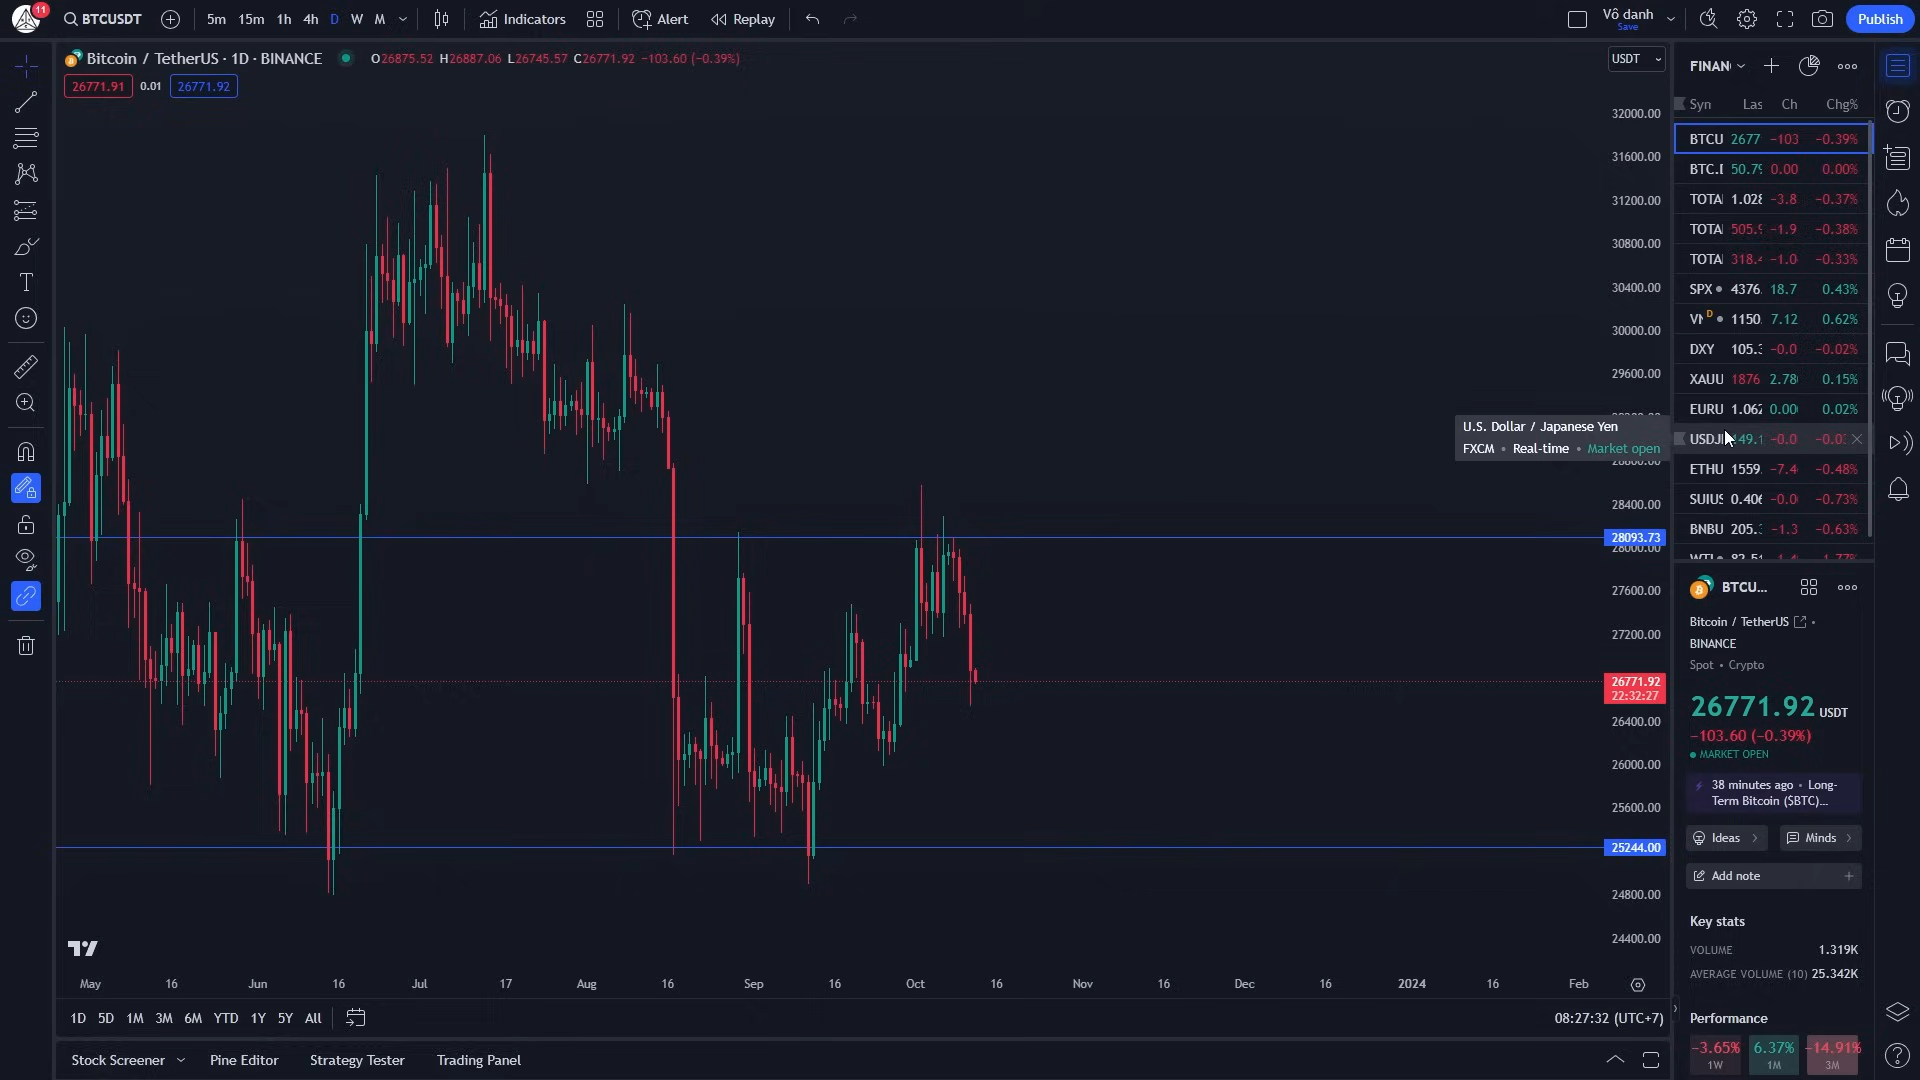 11
BTCUSDT
5m 15m 1h 4h D W M
Indicators
Alert
Replay
Vô danh
Save
Publish
Bitcoin / TetherUS · 1D · BINANCE
O26875.52 H26887.06 L26745.57 C26771.92 −103.60 (−0.39%)
26771.91 0.01 26771.92
USDT
32000.00
31600.00
31200.00
30800.00
30400.00
30000.00
29600.00
28400.00
28093.73
28000.00
27600.00
27200.00
26771.92
22:32:27
26400.00
26000.00
25600.00
25244.00
24800.00
24400.00
U.S. Dollar / Japanese Yen
FXCM • Real-time • Market open
May 16 Jun 16 Jul 17 Aug 16 Sep 16 Oct 16 Nov 16 Dec 16 2024 16 Feb
1D 5D 1M 3M 6M YTD 1Y 5Y All
08:27:32 (UTC+7)
Stock Screener Pine Editor Strategy Tester Trading Panel
FINAN
Syn Las Ch Chg%
BTCU 2677 −103 −0.39%
BTC. 50.79 0.00 0.00%
TOTA 1.028 −3.8 −0.37%
TOTA 505.9 −1.9 −0.38%
TOTA 318.4 −1.0 −0.33%
SPX 4376. 18.7 0.43%
VN D 1150. 7.12 0.62%
DXY 105.3 −0.0 −0.02%
XAUU 1876 2.78 0.15%
EURU 1.062 0.00 0.02%
USDJ 49.1 −0.0 −0.0
ETHU 1559. −7.4 −0.48%
SUIUS 0.406 −0.0 −0.73%
BNBU 205.3 −1.3 −0.63%
BTCU...
Bitcoin / TetherUS
BINANCE
Spot • Crypto
26771.92 USDT
−103.60 (−0.39%)
MARKET OPEN
38 minutes ago • Long-
Term Bitcoin ($BTC)...
Ideas
Minds
Add note
Key stats
VOLUME 1.319K
AVERAGE VOLUME (10) 25.342K
Performance
−3.65% 6.37% −14.91%
1W 1M 3M